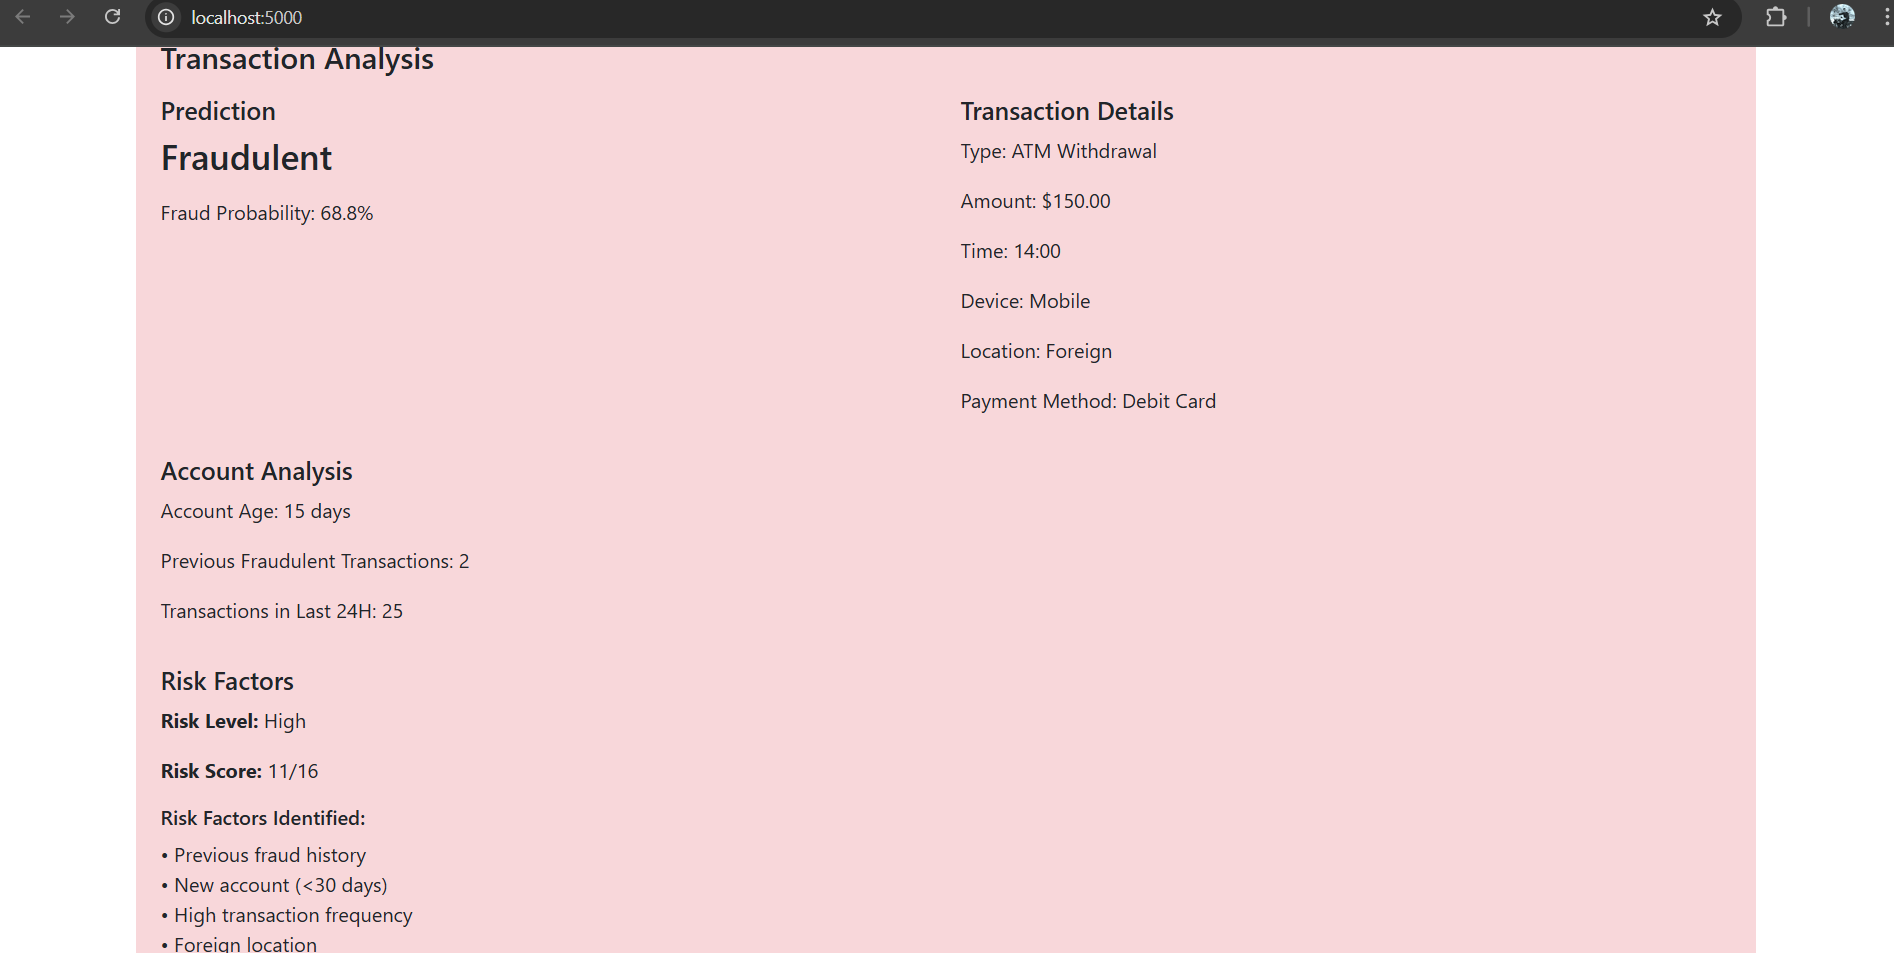 localhost:5000
Transaction Analysis
Prediction
Fraudulent
Fraud Probability: 68.8%
Transaction Details
Type: ATM Withdrawal
Amount: $150.00
Time: 14:00
Device: Mobile
Location: Foreign
Payment Method: Debit Card
Account Analysis
Account Age: 15 days
Previous Fraudulent Transactions: 2
Transactions in Last 24H: 25
Risk Factors
Risk Level: High
Risk Score: 11/16
Risk Factors Identified:
• Previous fraud history
• New account (<30 days)
• High transaction frequency
• Foreign location